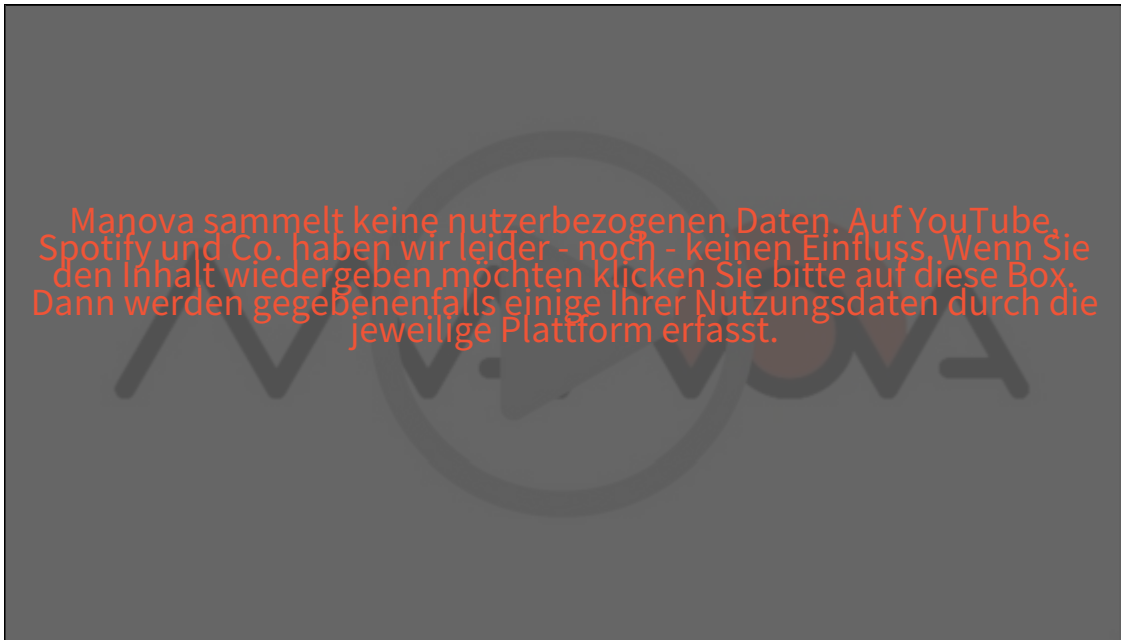 Manova sammelt keine nutzerbezogenen Daten. Auf YouTube,
Spotify und Co. haben wir leider - noch - keinen Einfluss. Wenn Sie
den Inhalt wiedergeben möchten klicken Sie bitte auf diese Box.
Dann werden gegebenenfalls einige Ihrer Nutzungsdaten durch die
jeweilige Plattform erfasst.
MANOVA